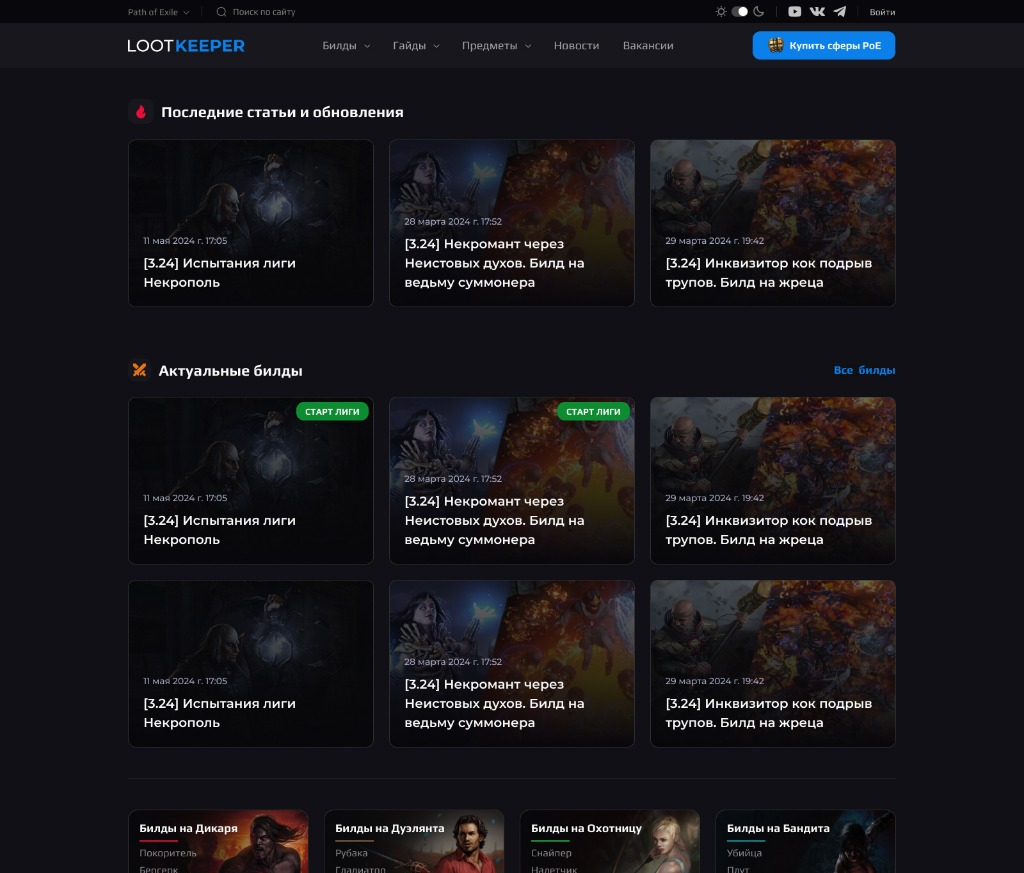 Path of Exile
Поиск по сайту
Войти
LOOTKEEPER
Билды
Гайды
Предметы
Новости
Вакансии
Купить сферы PoE
Последние статьи и обновления
11 мая 2024 г. 17:05
[3.24] Испытания лиги
Некрополь
28 марта 2024 г. 17:52
[3.24] Некромант через
Неистовых духов. Билд на
ведьму суммонера
29 марта 2024 г. 19:42
[3.24] Инквизитор кок подрыв
трупов. Билд на жреца
Актуальные билды
Все билды
СТАРТ ЛИГИ
11 мая 2024 г. 17:05
[3.24] Испытания лиги
Некрополь
СТАРТ ЛИГИ
28 марта 2024 г. 17:52
[3.24] Некромант через
Неистовых духов. Билд на
ведьму суммонера
29 марта 2024 г. 19:42
[3.24] Инквизитор кок подрыв
трупов. Билд на жреца
11 мая 2024 г. 17:05
[3.24] Испытания лиги
Некрополь
28 марта 2024 г. 17:52
[3.24] Некромант через
Неистовых духов. Билд на
ведьму суммонера
29 марта 2024 г. 19:42
[3.24] Инквизитор кок подрыв
трупов. Билд на жреца
Билды на Дикаря
Покоритель
Берсерк
Билды на Дуэлянта
Рубака
Гладиатор
Билды на Охотницу
Снайпер
Налетчик
Билды на Бандита
Убийца
Плут